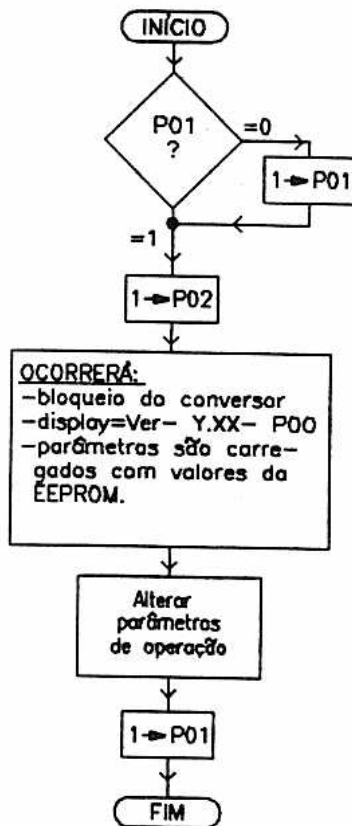 INÍCIO
P01
?
=0
1→P01
=1
1→P02
OCORRERÁ:
-bloqueio do conversor
-display=Ver- Y.XX- P00
-parâmetros são carre-
gados com valores da
EEPROM.
Alterar
parâmetros
de operação
1→P01
FIM